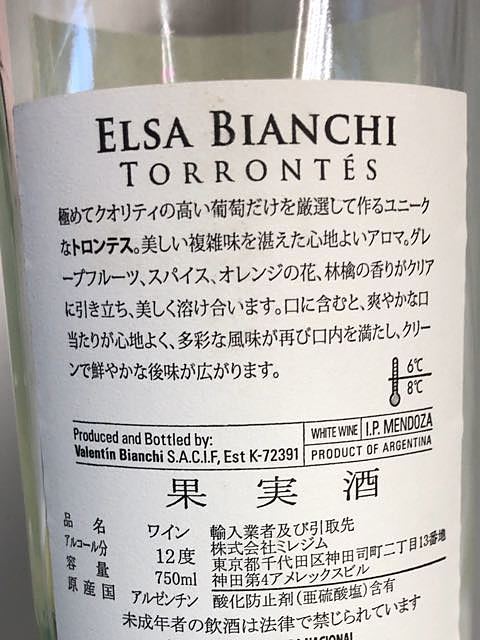 ELSA BIANCHI
TORRONTÉS
極めてクオリティの高い葡萄だけを厳選して作るユニーク
なトロンテス。美しい複雑味を湛えた心地よいアロマ。グレ
ープフルーツ、スパイス、オレンジの花、林檎の香りがクリア
に引き立ち、美しく溶け合います。口に含むと、爽やかな口
当たりが心地よく、多彩な風味が再び口内を満たし、クリー
ンで鮮やかな後味が広がります。
6℃
8℃
Produced and Bottled by:
Valentín Bianchi S.A.C.I.F, Est K-72391
WHITE WINE I.P. MENDOZA
PRODUCT OF ARGENTINA
果実酒
品名 ワイン
アルコール分 12度
容量 750ml
原産国 アルゼンチン
輸入業者及び引取先
株式会社ミレジム
東京都千代田区神田司町二丁目13番地
神田第4アメレックスビル
酸化防止剤(亜硫酸塩)含有
未成年者の飲酒は法律で禁じられています